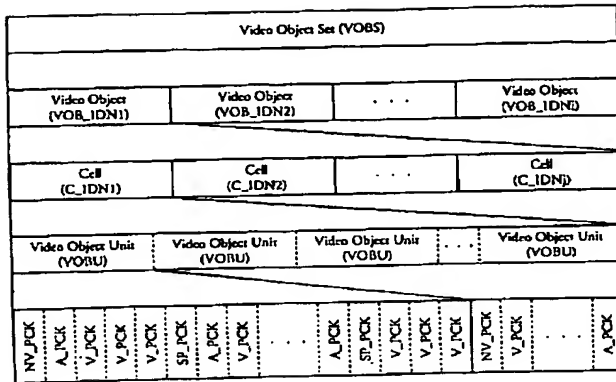 Video Object Set (VOBS)
Video Object
(VOB_IDN1)
Video Object
(VOB_IDN2)
. . .
Video Object
(VOB_IDNi)
Cell
(C_IDN1)
Cell
(C_IDN2)
. . .
Cell
(C_IDNj)
Video Object Unit
(VOBU)
Video Object Unit
(VOBU)
Video Object Unit
(VOBU)
. . .
Video Object Unit
(VOBU)
NV_PCK
A_PCK
V_PCK
V_PCK
V_PCK
SP_PCK
A_PCK
V_PCK
. . . .
A_PCK
SP_PCK
V_PCK
V_PCK
V_PCK
NV_PCK
V_PCK
. . . .
A_PCK